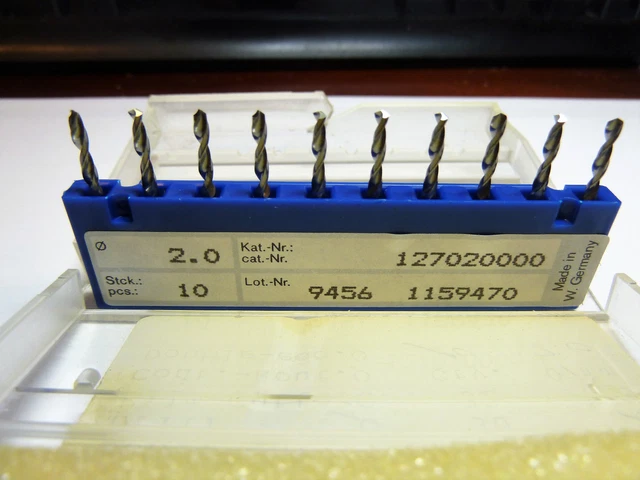 Ø 2.0
Kat.-Nr.:
cat.-Nr. 127020000
Stck.:
pcs.: 10
Lot.-Nr. 9456 1159470
Made in
W. Germany